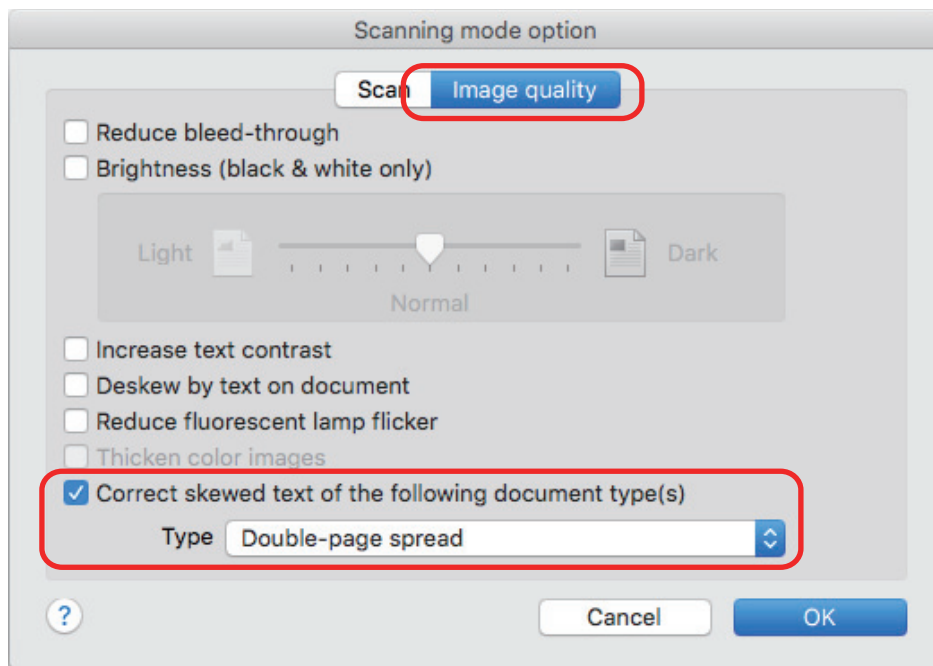 Scanning mode option
Scan Image quality
Reduce bleed-through
Brightness (black & white only)
Light Dark
Normal
Increase text contrast
Deskew by text on document
Reduce fluorescent lamp flicker
Thicken color images
Correct skewed text of the following document type(s)
Type Double-page spread
? Cancel OK